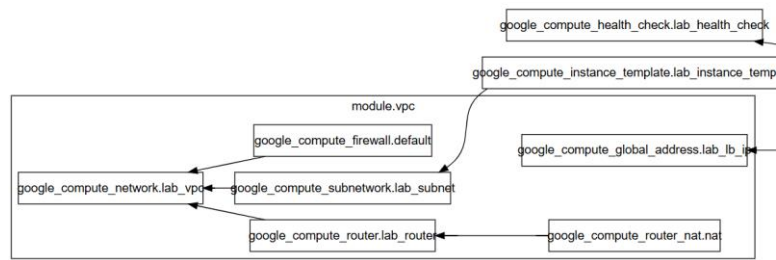 google_compute_health_check.lab_health_check
google_compute_instance_template.lab_instance_temp
module.vpc
google_compute_firewall.default
google_compute_global_address.lab_lb_ip
google_compute_network.lab_vpc
google_compute_subnetwork.lab_subnet
google_compute_router.lab_router
google_compute_router_nat.nat